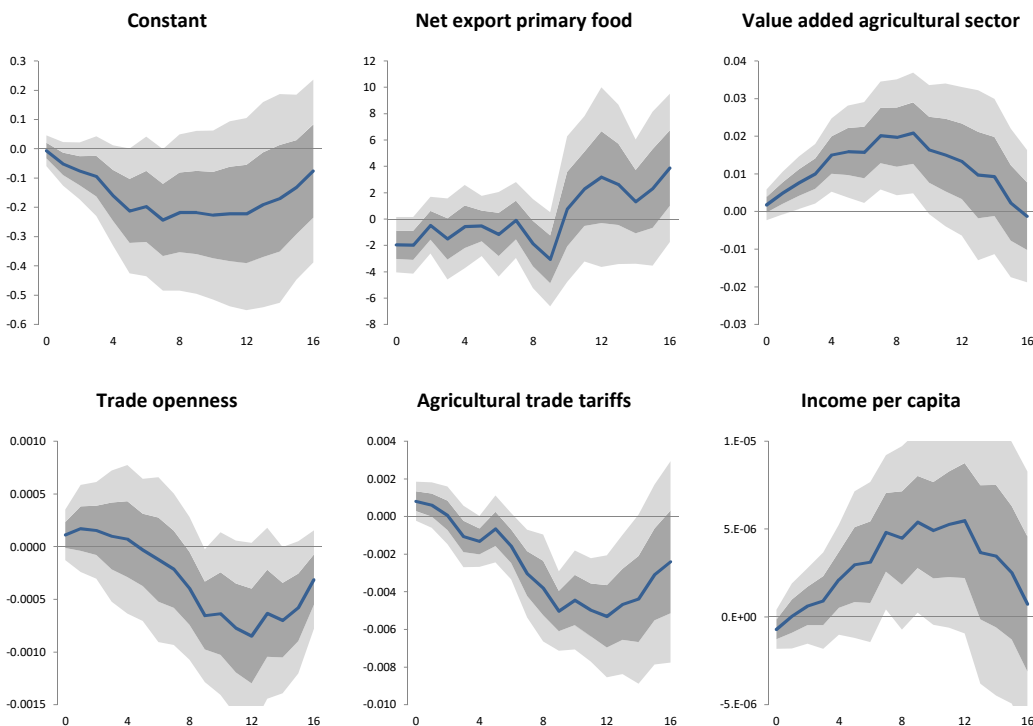 Constant
0.3
0.2
0.1
0.0
-0.1
-0.2
-0.3
-0.4
-0.5
-0.6
0 4 8 12 16
Net export primary food
12
10
8
6
4
2
0
-2
-4
-6
-8
0 4 8 12 16
Value added agricultural sector
0.04
0.03
0.02
0.01
0.00
-0.01
-0.02
-0.03
0 4 8 12 16
Trade openness
0.0010
0.0005
0.0000
-0.0005
-0.0010
-0.0015
0 4 8 12 16
Agricultural trade tariffs
0.004
0.002
0.000
-0.002
-0.004
-0.006
-0.008
-0.010
0 4 8 12 16
Income per capita
1.E-05
5.E-06
0.E+00
-5.E-06
0 4 8 12 16